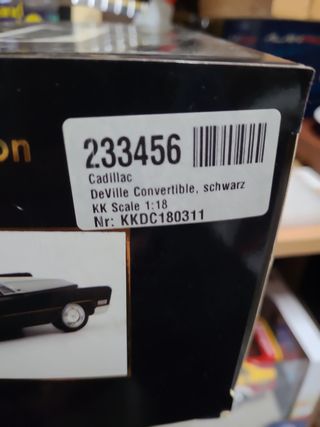 on
233456
Cadillac
DeVille Convertible, schwarz
KK Scale 1:18
Nr: KKDC180311